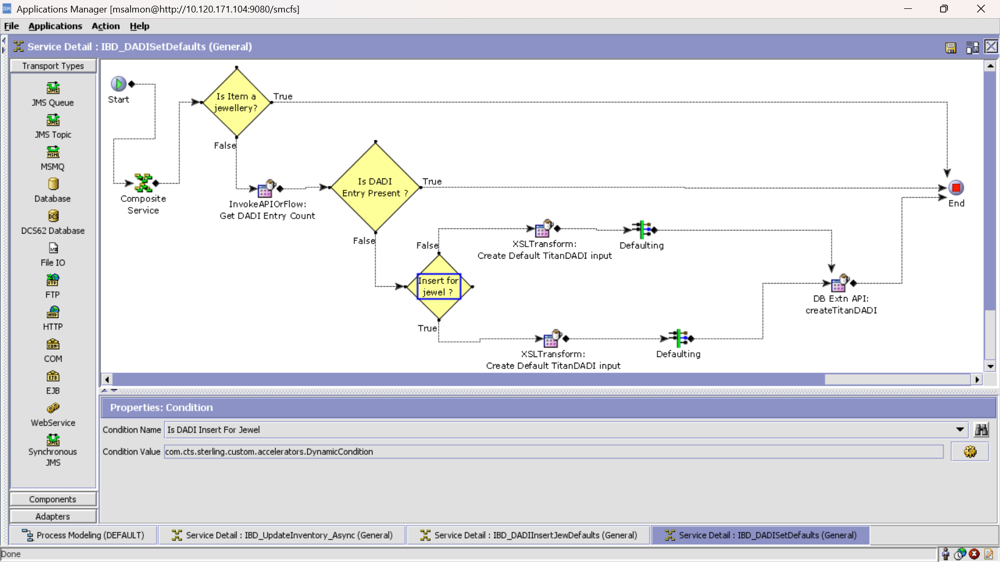 Applications Manager [msalmon@http://10.120.171.104:9080/smcfs]
File Applications Action Help
Service Detail : IBD_DADISetDefaults (General)
Transport Types
JMS Queue
JMS Topic
MSMQ
Database
DCS62 Database
File IO
FTP
HTTP
COM
EJB
WebService
Synchronous
JMS
Components
Adapters
Start
Is Item a
jewellery?
True
False
Composite
Service
InvokeAPIOrFlow:
Get DADI Entry Count
Is DADI
Entry Present ?
True
False
End
False
XSLTransform:
Create Default TitanDADI input
Defaulting
Insert for
jewel ?
True
DB Extn API:
createTitanDADI
XSLTransform:
Create Default TitanDADI input
Defaulting
Properties: Condition
Condition Name Is DADI Insert For Jewel
Condition Value com.cts.sterling.custom.accelerators.DynamicCondition
Process Modeling (DEFAULT)
Service Detail : IBD_UpdateInventory_Async (General)
Service Detail : IBD_DADIInsertJewDefaults (General)
Service Detail : IBD_DADISetDefaults (General)
Done